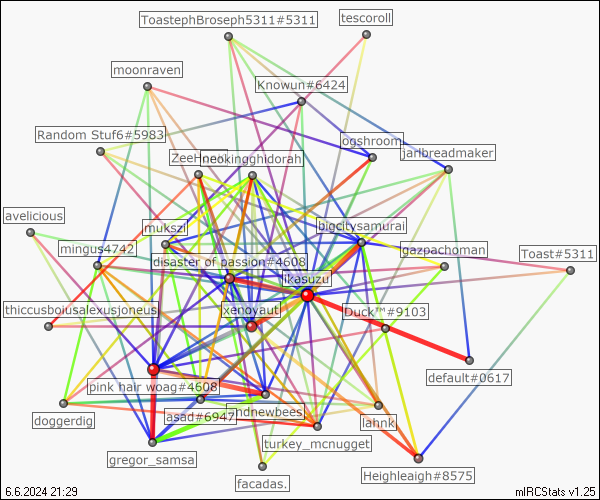 ToastephBroseph5311#5311
tescoroll
moonraven
Knowun#6424
Random Stuf6#5983
ogshroom
neokingghidorah
jarlbreadmaker
avelicious
mukszi
bigcitysamurai
mingus4742
gazpachoman
Toast#5311
disaster of passion#4608
ikasuzu
thiccusboiusalexusjoneus
xenoyaut
Duck™#9103
default#0617
pink hair woag#4608
doggerdig
asad#6947
andnewbees
lahnk
turkey_mcnugget
gregor_samsa
Heighleaigh#8575
facadas.
6.6.2024 21:29
mIRCStats v1.25